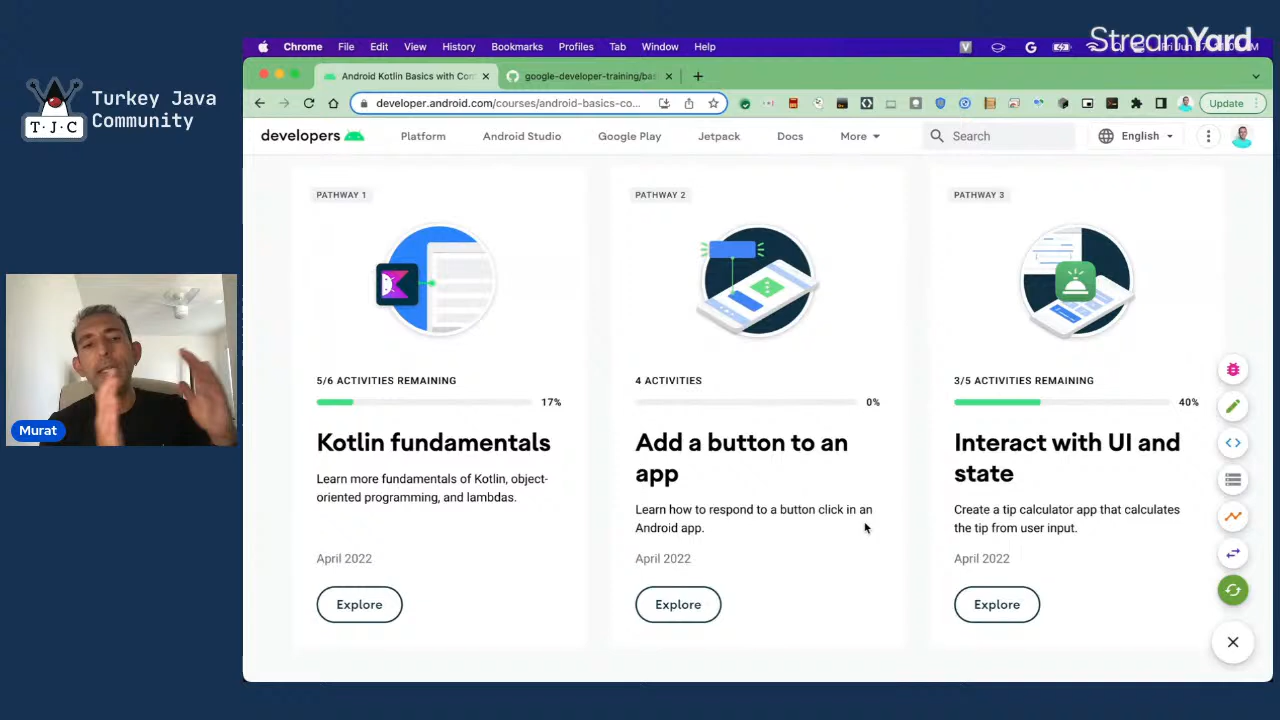 StreamYard
Turkey Java
Community
T·J·C
Murat
Chrome File Edit View History Bookmarks Profiles Tab Window Help
Android Kotlin Basics with Com
google-developer-training/bas
developer.android.com/courses/android-basics-co...
Update
developers
Platform Android Studio Google Play Jetpack Docs More
Search
English
PATHWAY 1
5/6 ACTIVITIES REMAINING
17%
Kotlin fundamentals
Learn more fundamentals of Kotlin, object-
oriented programming, and lambdas.
April 2022
Explore
PATHWAY 2
4 ACTIVITIES
0%
Add a button to an
app
Learn how to respond to a button click in an
Android app.
April 2022
Explore
PATHWAY 3
3/5 ACTIVITIES REMAINING
40%
Interact with UI and
state
Create a tip calculator app that calculates
the tip from user input.
April 2022
Explore